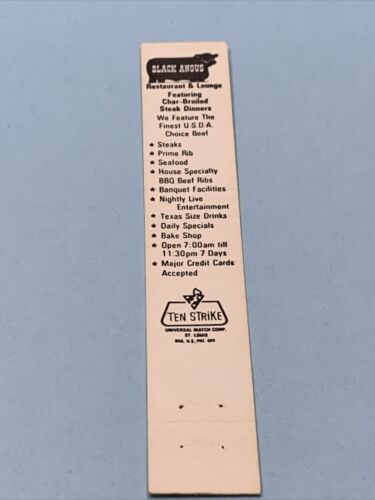 BLACK ANGUS
Restaurant & Lounge
Featuring
Char-Broiled
Steak Dinners
We Feature The
Finest U.S.D.A.
Choice Beef
★ Steaks
★ Prime Rib
★ Seafood
★ House Specialty
BBQ Beef Ribs
★ Banquet Facilities
★ Nightly Live
Entertainment
★ Texas Size Drinks
★ Daily Specials
★ Bake Shop
★ Open 7:00am till
11:30pm 7 Days
★ Major Credit Cards
Accepted
TEN STRIKE
UNIVERSAL MATCH CORP.
ST. LOUIS
REG. U.S. PAT. OFF.